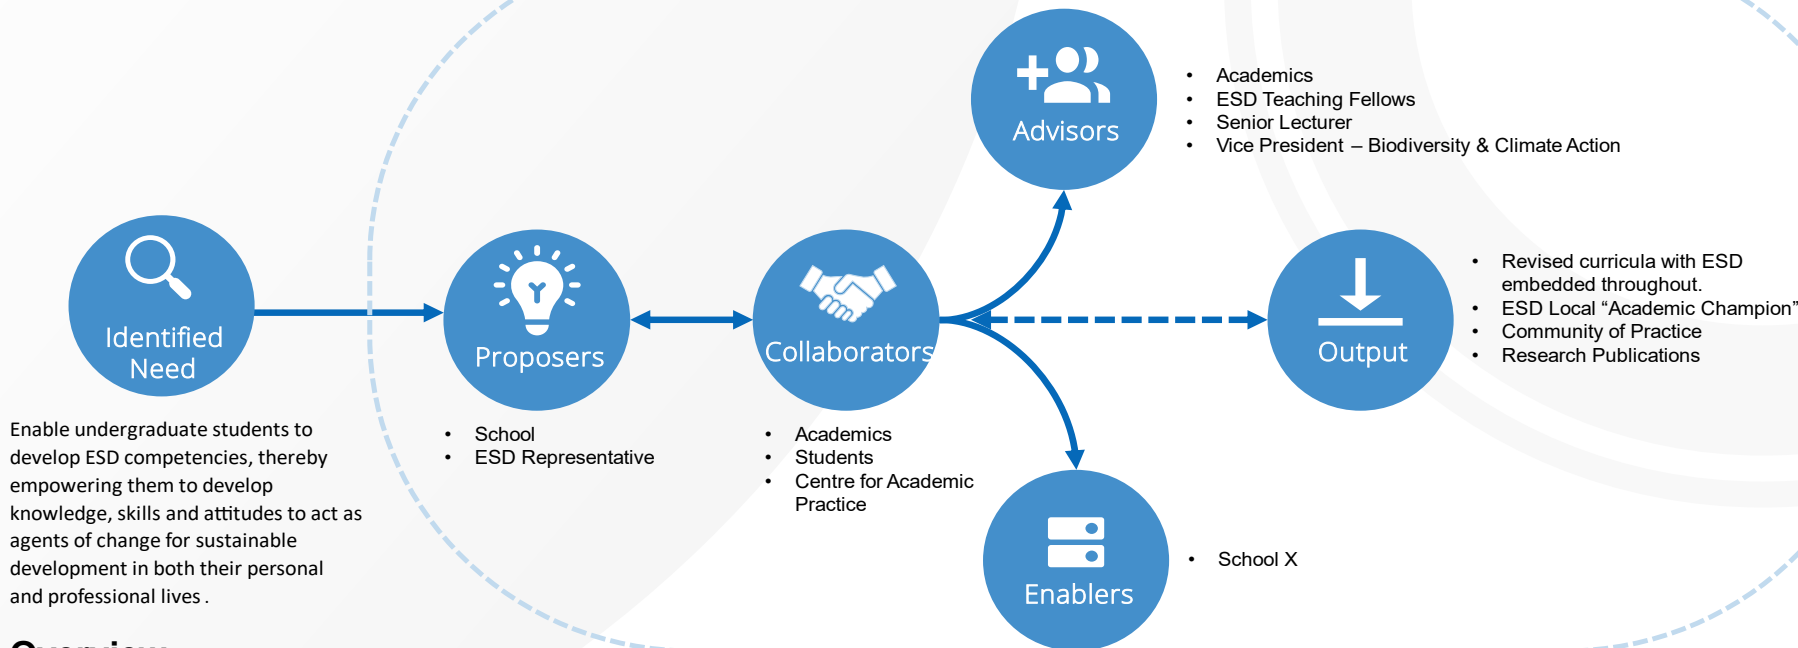 Advisors
• Academics
• ESD Teaching Fellows
• Senior Lecturer
• Vice President – Biodiversity & Climate Action
Identified
Need
Enable undergraduate students to
develop ESD competencies, thereby
empowering them to develop
knowledge, skills and attitudes to act as
agents of change for sustainable
development in both their personal
and professional lives .
Proposers
• School
• ESD Representative
Collaborators
• Academics
• Students
• Centre for Academic
Practice
Output
• Revised curricula with ESD
embedded throughout.
• ESD Local “Academic Champion”
• Community of Practice
• Research Publications
Enablers
• School X